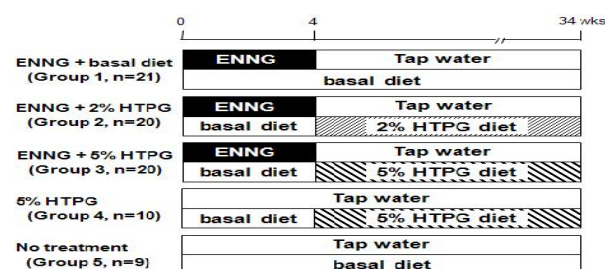 0 4 34 wks
ENNG Tap water
ENNG + basal diet
(Group 1, n=21)
basal diet
ENNG Tap water
ENNG + 2% HTPG
(Group 2, n=20)
basal diet 2% HTPG diet
ENNG Tap water
ENNG + 5% HTPG
(Group 3, n=20)
basal diet 5% HTPG diet
Tap water
5% HTPG
(Group 4, n=10)
basal diet 5% HTPG diet
Tap water
No treatment
(Group 5, n=9)
basal diet